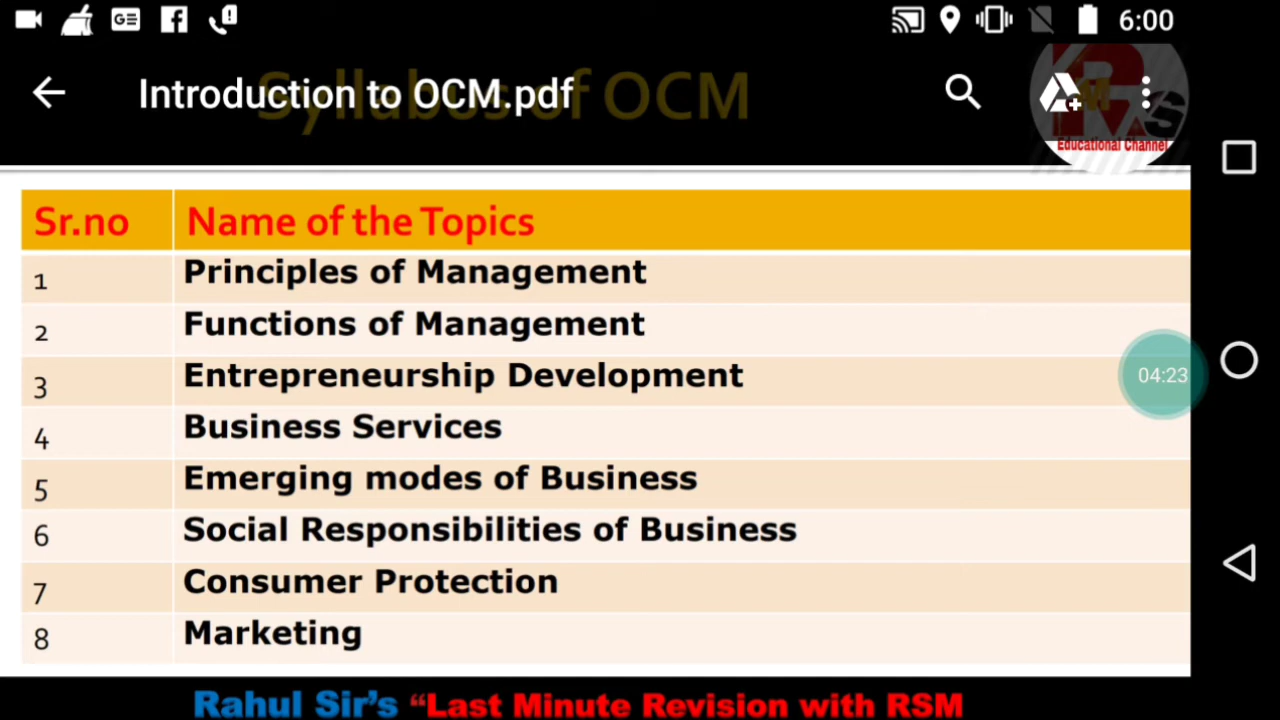 6:00
Syllabus of OCM
Introduction to OCM.pdf
Educational Channel
Sr.no Name of the Topics
1 Principles of Management
2 Functions of Management
3 Entrepreneurship Development
04:23
4 Business Services
5 Emerging modes of Business
6 Social Responsibilities of Business
7 Consumer Protection
8 Marketing
Rahul Sir's “Last Minute Revision with RSM